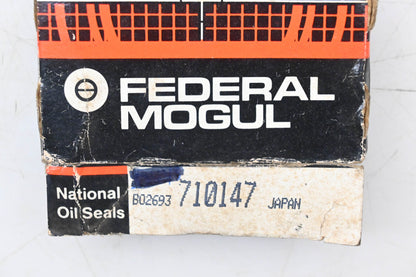 FEDERAL
MOGUL
National
Oil Seals
B02693 710147 JAPAN